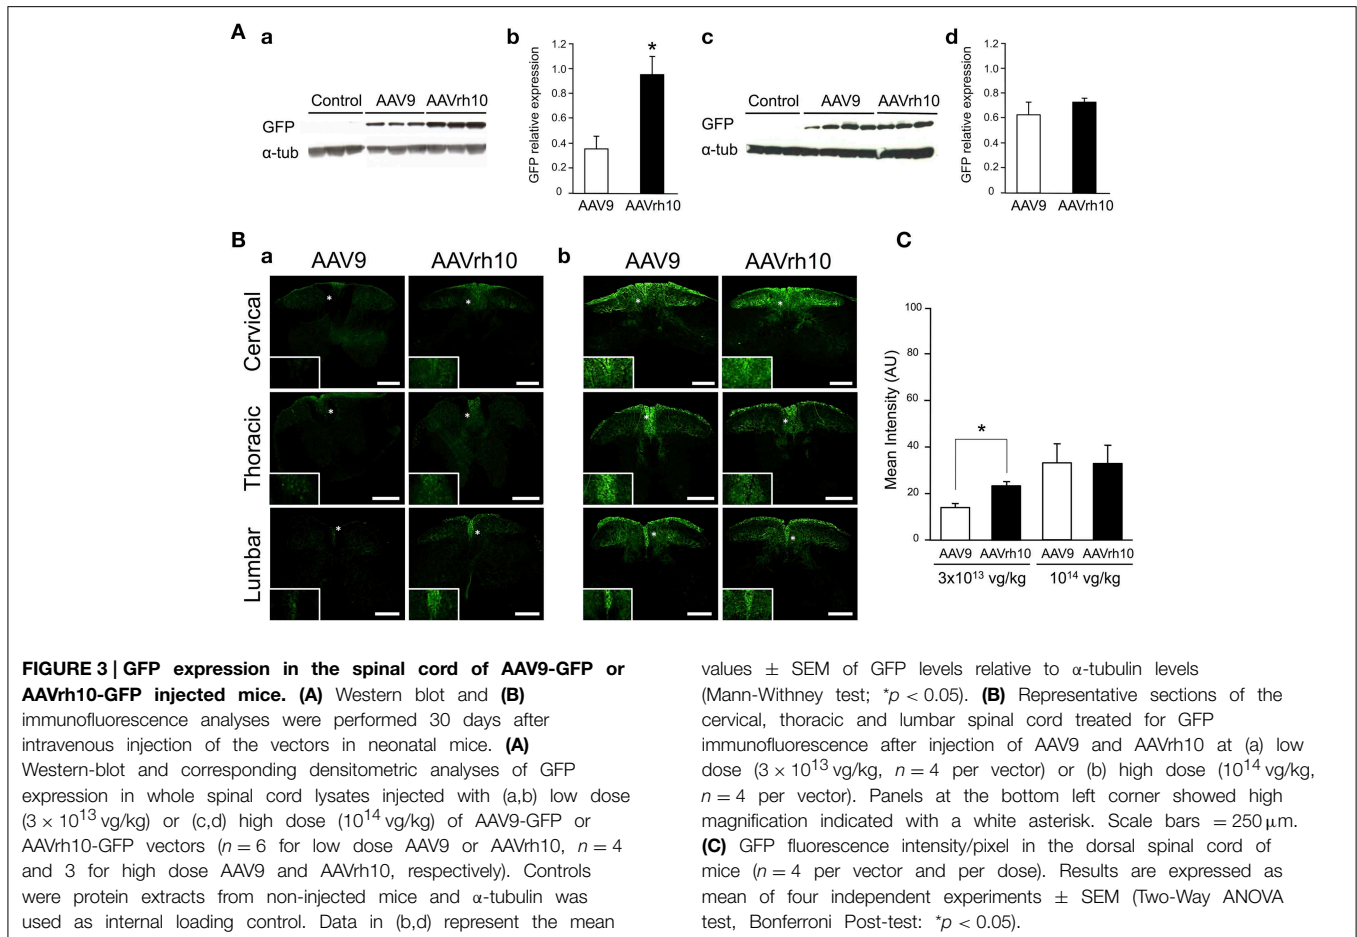 A
a
Control AAV9 AAVrh10
GFP
α-tub
b
GFP relative expression
1.2
1.0
0.8
0.6
0.4
0.2
0
*
AAV9 AAVrh10
c
Control AAV9 AAVrh10
GFP
α-tub
d
GFP relative expression
1.2
1.0
0.8
0.6
0.4
0.2
0
AAV9 AAVrh10
B
a
AAV9 AAVrh10
b
AAV9 AAVrh10
Cervical
* * * *
Thoracic
* * * *
Lumbar
* * * *
C
Mean Intensity (AU)
100
80
60
40
20
0
*
AAV9 AAVrh10 AAV9 AAVrh10
3x10¹³ vg/kg 10¹⁴ vg/kg
FIGURE 3 | GFP expression in the spinal cord of AAV9-GFP or
AAVrh10-GFP injected mice. (A) Western blot and (B)
immunofluorescence analyses were performed 30 days after
intravenous injection of the vectors in neonatal mice. (A)
Western-blot and corresponding densitometric analyses of GFP
expression in whole spinal cord lysates injected with (a,b) low dose
(3 × 10¹³ vg/kg) or (c,d) high dose (10¹⁴ vg/kg) of AAV9-GFP or
AAVrh10-GFP vectors (n = 6 for low dose AAV9 or AAVrh10, n = 4
and 3 for high dose AAV9 and AAVrh10, respectively). Controls
were protein extracts from non-injected mice and α-tubulin was
used as internal loading control. Data in (b,d) represent the mean
values ± SEM of GFP levels relative to α-tubulin levels
(Mann-Withney test; *p < 0.05). (B) Representative sections of the
cervical, thoracic and lumbar spinal cord treated for GFP
immunofluorescence after injection of AAV9 and AAVrh10 at (a) low
dose (3 × 10¹³ vg/kg, n = 4 per vector) or (b) high dose (10¹⁴ vg/kg,
n = 4 per vector). Panels at the bottom left corner showed high
magnification indicated with a white asterisk. Scale bars = 250 μm.
(C) GFP fluorescence intensity/pixel in the dorsal spinal cord of
mice (n = 4 per vector and per dose). Results are expressed as
mean of four independent experiments ± SEM (Two-Way ANOVA
test, Bonferroni Post-test: *p < 0.05).